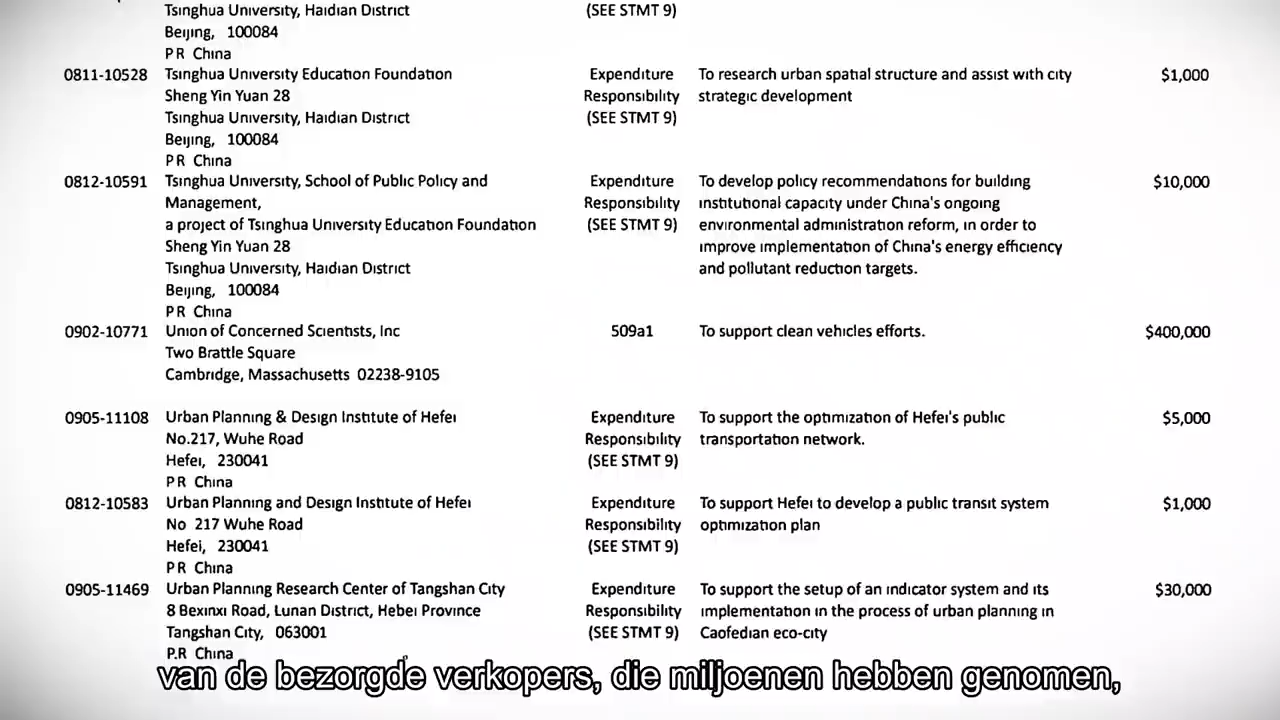 Tsinghua University, Haidian District (SEE STMT 9)
Beijing, 100084
P R China
0811-10528 Tsinghua University Education Foundation Expenditure To research urban spatial structure and assist with city $1,000
Sheng Yin Yuan 28 Responsibility strategic development
Tsinghua University, Haidian District (SEE STMT 9)
Beijing, 100084
P R China
0812-10591 Tsinghua University, School of Public Policy and Expenditure To develop policy recommendations for building $10,000
Management, Responsibility institutional capacity under China's ongoing
a project of Tsinghua University Education Foundation (SEE STMT 9) environmental administration reform, in order to
Sheng Yin Yuan 28 improve implementation of China's energy efficiency
Tsinghua University, Haidian District and pollutant reduction targets.
Beijing, 100084
P R China
0902-10771 Union of Concerned Scientists, Inc 509a1 To support clean vehicles efforts. $400,000
Two Brattle Square
Cambridge, Massachusetts 02238-9105
0905-11108 Urban Planning & Design Institute of Hefei Expenditure To support the optimization of Hefei's public $5,000
No.217, Wuhe Road Responsibility transportation network.
Hefei, 230041 (SEE STMT 9)
P R China
0812-10583 Urban Planning and Design Institute of Hefei Expenditure To support Hefei to develop a public transit system $1,000
No 217 Wuhe Road Responsibility optimization plan
Hefei, 230041 (SEE STMT 9)
P R China
0905-11469 Urban Planning Research Center of Tangshan City Expenditure To support the setup of an indicator system and its $30,000
8 Bexinxi Road, Lunan District, Hebei Province Responsibility implementation in the process of urban planning in
Tangshan City, 063001 (SEE STMT 9) Caofedian eco-city
P.R China
van de bezorgde verkopers, die miljoenen hebben genomen,